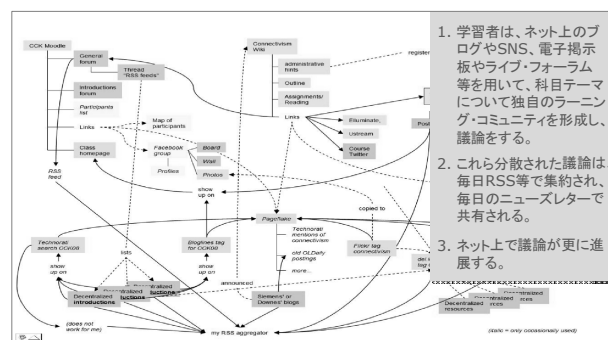 CCK Moodle
General
forum
Thread
"RSS feeds"
Introductions
forum
Participants
list
Links
Map of
participants
Class
homepage
Facebook
group
Profiles
Board
Wall
Photos
RSS
feed
show
up on
Connectivism
Wiki
administrative
hints
Outline
Assignments/
Reading
Links
Elluminate,
Ustream
Course
Twitter
Pageflake
Technorati
mentions of
connectivism
old OLDaily
postings
more...
copied to
Flickr tag
connectivism
Technorati
search CCK08
show
up on
lists
Bloglines tag
for CCK08
show
up on
announced
Decentralized
introductions
Siemens' or
Downes' blogs
(does not
work for me)
my RSS aggregator
Decentralized
resources
(italic = only occasionally used)
1. 学習者は、ネット上のブ
ログやSNS、電子掲示
板やライブ・フォーラム
等を用いて、科目テーマ
について独自のラーニン
グ・コミュニティを形成し、
議論をする。
2. これら分散された議論は
毎日RSS等で集約され、
毎日のニューズレターで
共有される。
3. ネット上で議論が更に進
展する。